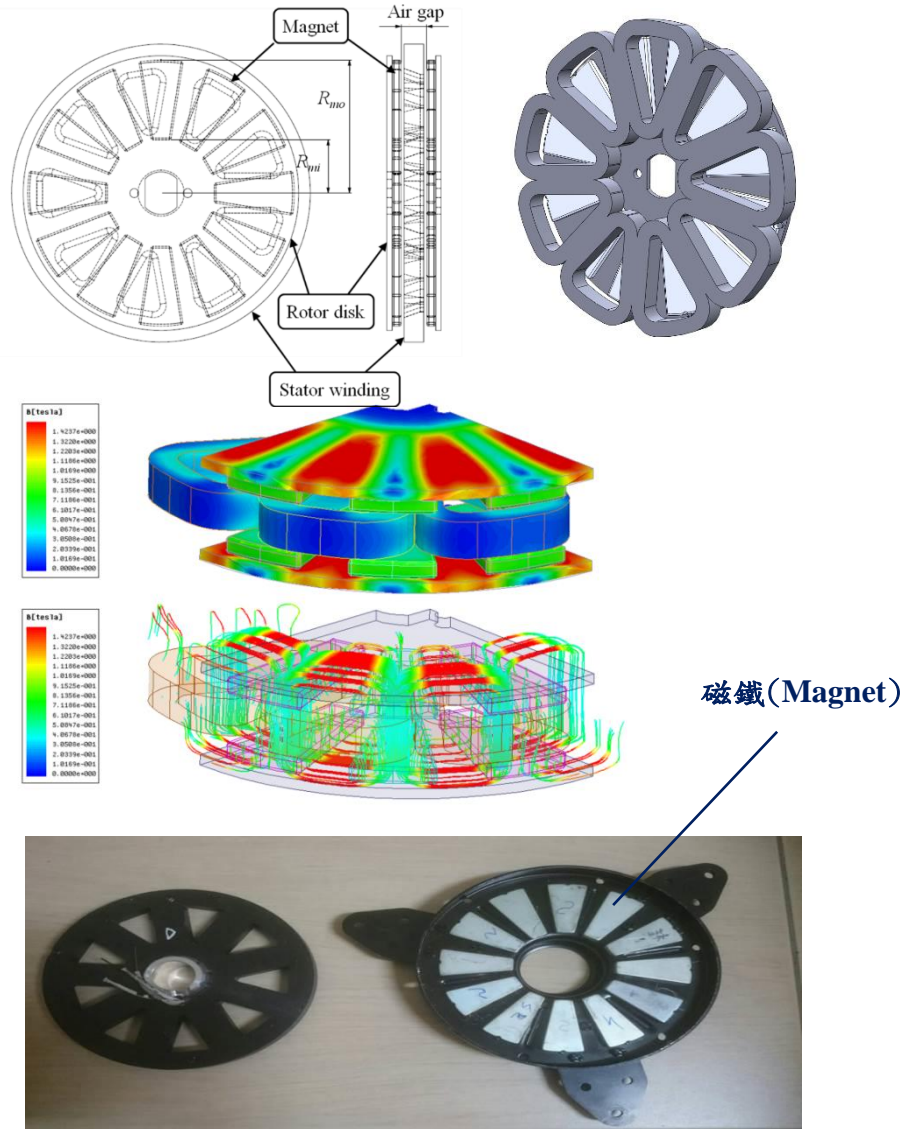 Air gap
Magnet
R_mo
R_mi
Rotor disk
Stator winding
B[tesla]
1.4237e+000
1.3220e+000
1.2203e+000
1.1186e+000
1.0169e+000
9.1525e-001
8.1356e-001
7.1186e-001
6.1017e-001
5.0847e-001
4.0678e-001
3.0508e-001
2.0339e-001
1.0169e-001
0.0000e+000
B[tesla]
1.4237e+000
1.3220e+000
1.2203e+000
1.1186e+000
1.0169e+000
9.1525e-001
8.1356e-001
7.1186e-001
6.1017e-001
5.0847e-001
4.0678e-001
3.0508e-001
2.0339e-001
1.0169e-001
0.0000e+000
磁鐵(Magnet)